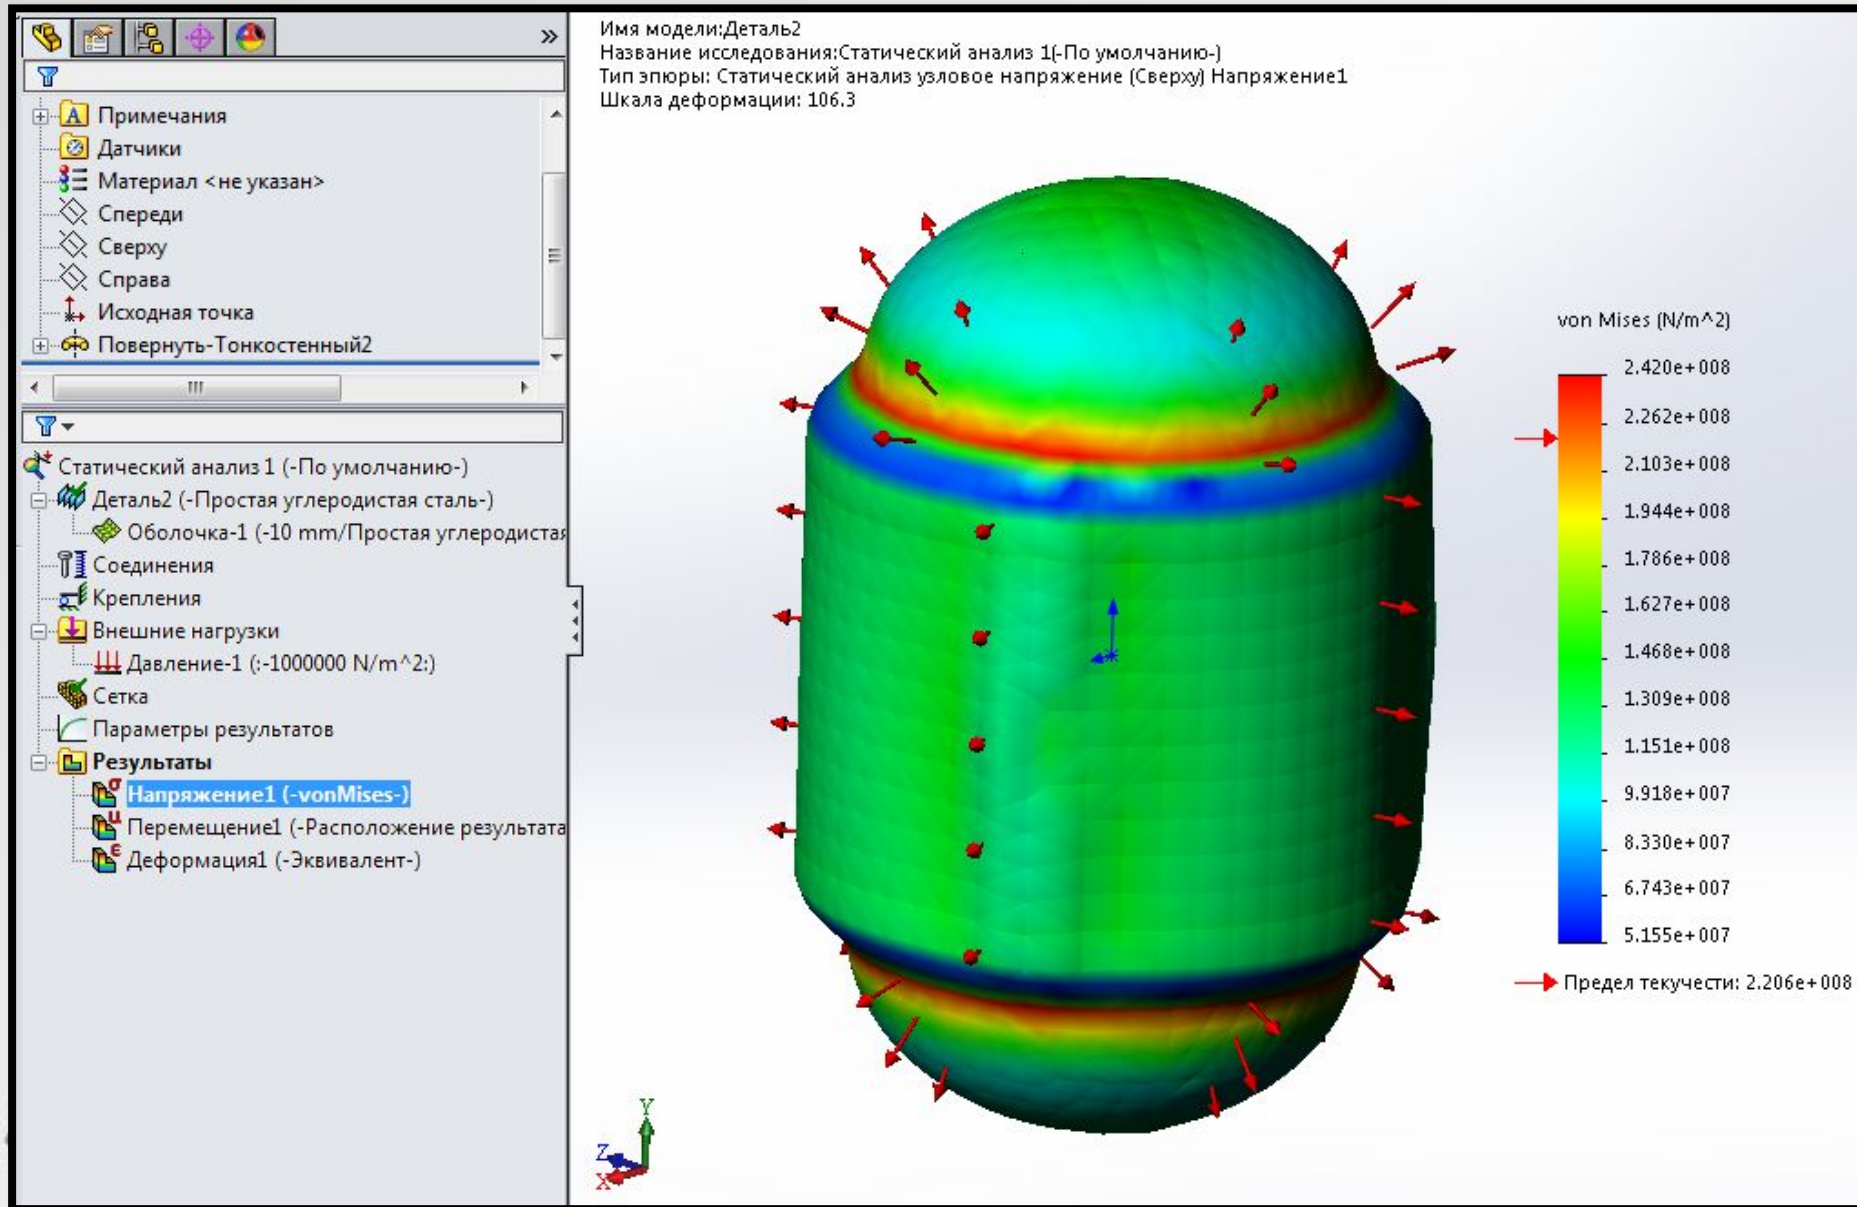 Примечания
Датчики
Материал <не указан>
Спереди
Сверху
Справа
Исходная точка
Повернуть-Тонкостенный2
Статический анализ 1 (-По умолчанию-)
Деталь2 (-Простая углеродистая сталь-)
Оболочка-1 (-10 mm/Простая углеродистая
Соединения
Крепления
Внешние нагрузки
Давление-1 (:-1000000 N/m^2:)
Сетка
Параметры результатов
Результаты
Напряжение1 (-vonMises-)
Перемещение1 (-Расположение результата
Деформация1 (-Эквивалент-)
Имя модели:Деталь2
Название исследования:Статический анализ 1(-По умолчанию-)
Тип эпюры: Статический анализ узловое напряжение (Сверху) Напряжение1
Шкала деформации: 106.3
von Mises (N/m^2)
2.420e+008
2.262e+008
2.103e+008
1.944e+008
1.786e+008
1.627e+008
1.468e+008
1.309e+008
1.151e+008
9.918e+007
8.330e+007
6.743e+007
5.155e+007
Предел текучести: 2.206e+008
Y
Z
X